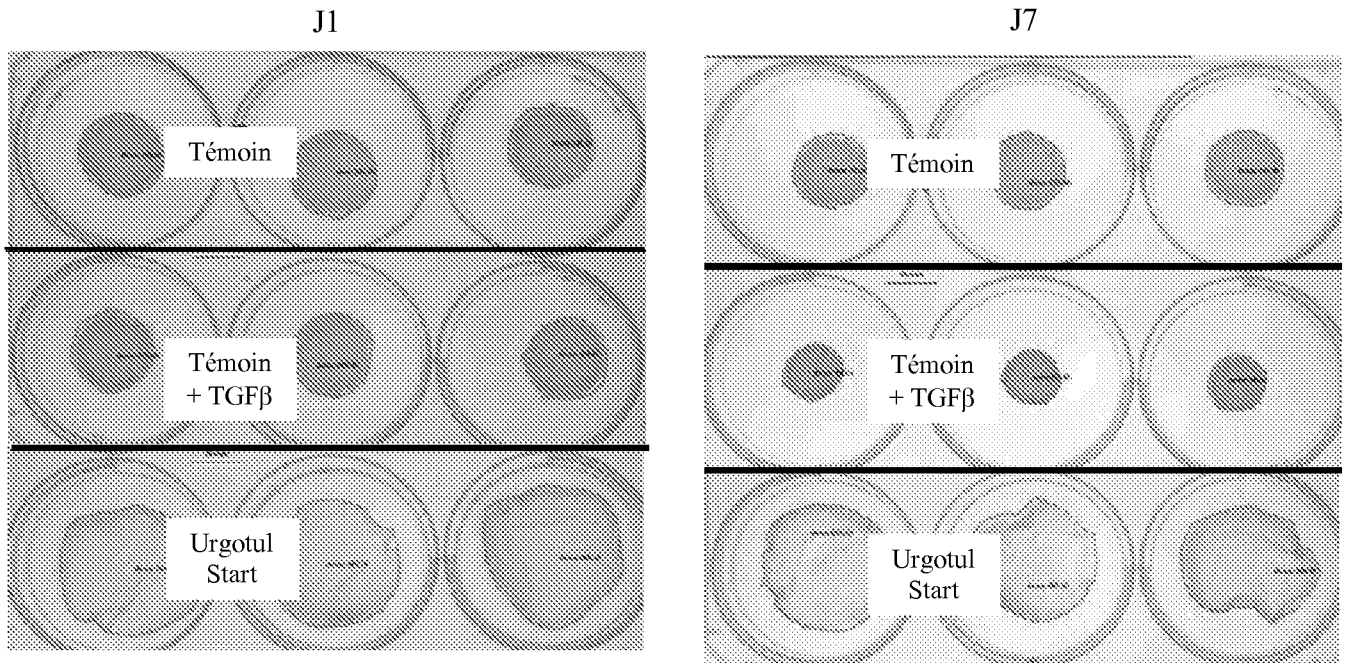 J1
J7
Témoin
Témoin
Témoin
+ TGFβ
Témoin
+ TGFβ
Urgotul
Start
Urgotul
Start